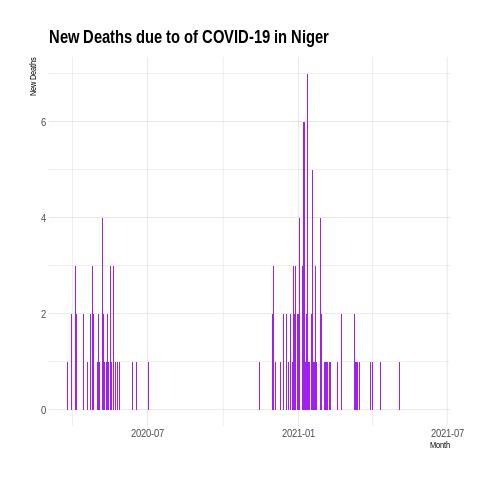 New Deaths due to of COVID-19 in Niger
New Deaths
6
4
2
0
2020-07
2021-01
2021-07
Month